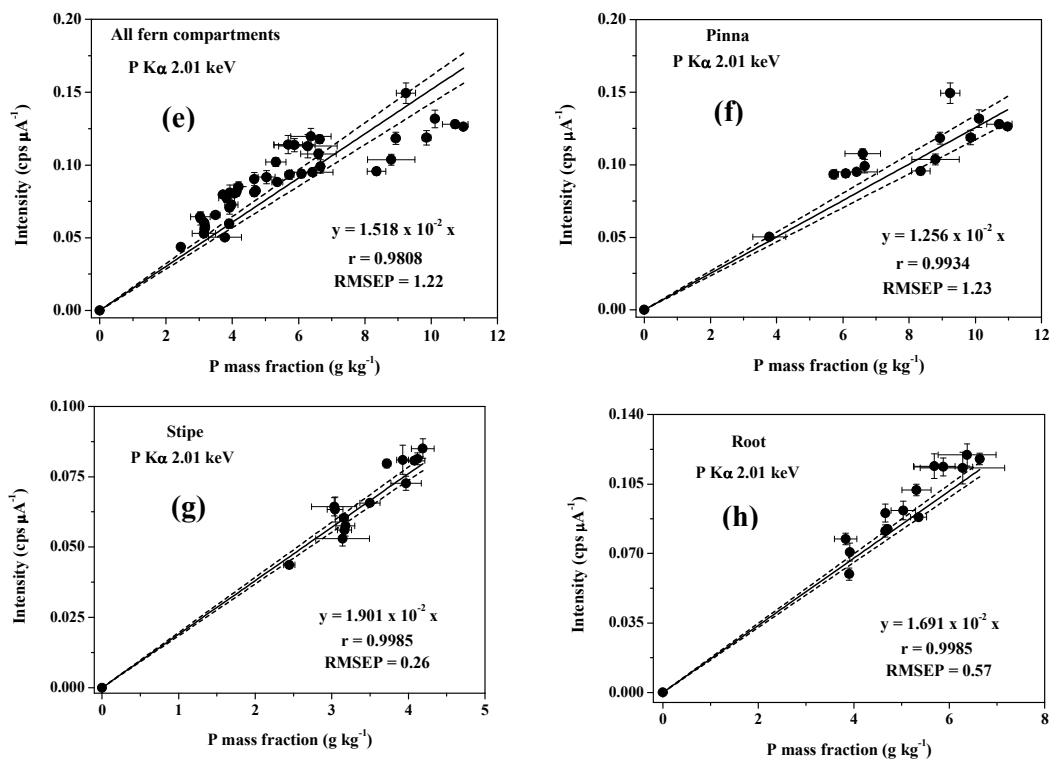 All fern compartments
P Kα 2.01 keV
(e)
y = 1.518 x 10⁻² x
r = 0.9808
RMSEP = 1.22
Intensity (cps µA⁻¹)
0.20
0.15
0.10
0.05
0.00
0 2 4 6 8 10 12
P mass fraction (g kg⁻¹)
Pinna
P Kα 2.01 keV
(f)
y = 1.256 x 10⁻² x
r = 0.9934
RMSEP = 1.23
Intensity (cps µA⁻¹)
0.20
0.15
0.10
0.05
0.00
0 2 4 6 8 10 12
P mass fraction (g kg⁻¹)
Stipe
P Kα 2.01 keV
(g)
y = 1.901 x 10⁻² x
r = 0.9985
RMSEP = 0.26
Intensity (cps µA⁻¹)
0.100
0.075
0.050
0.025
0.000
0 1 2 3 4 5
P mass fraction (g kg⁻¹)
Root
P Kα 2.01 keV
(h)
y = 1.691 x 10⁻² x
r = 0.9985
RMSEP = 0.57
Intensity (cps µA⁻¹)
0.140
0.105
0.070
0.035
0.000
0 2 4 6 8
P mass fraction (g kg⁻¹)